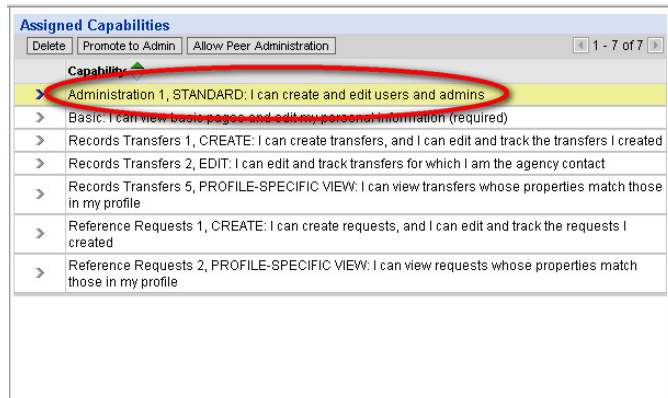 Assigned Capabilities
Delete Promote to Admin Allow Peer Administration 1 - 7 of 7
Capability
Administration 1, STANDARD: I can create and edit users and admins
Basic: I can view basic pages and edit my personal information (required)
Records Transfers 1, CREATE: I can create transfers, and I can edit and track the transfers I created
Records Transfers 2, EDIT: I can edit and track transfers for which I am the agency contact
Records Transfers 5, PROFILE-SPECIFIC VIEW: I can view transfers whose properties match those
in my profile
Reference Requests 1, CREATE: I can create requests, and I can edit and track the requests I
created
Reference Requests 2, PROFILE-SPECIFIC VIEW: I can view requests whose properties match
those in my profile